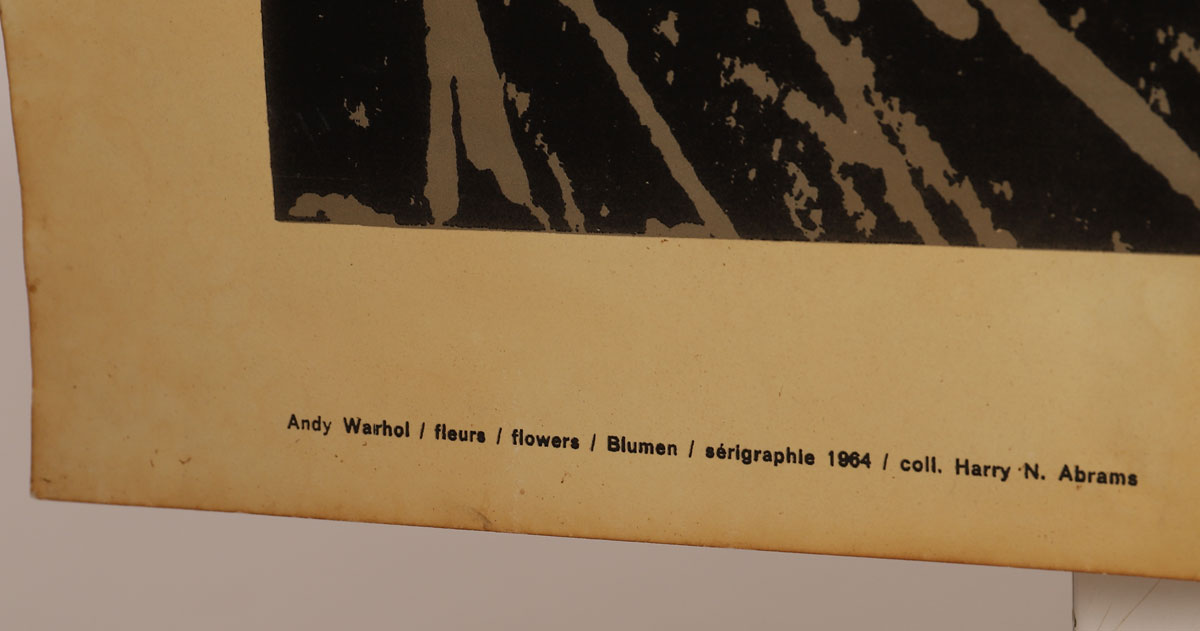 Andy Warhol / fleurs / flowers / Blumen / sérigraphie 1964 / coll. Harry N. Abrams